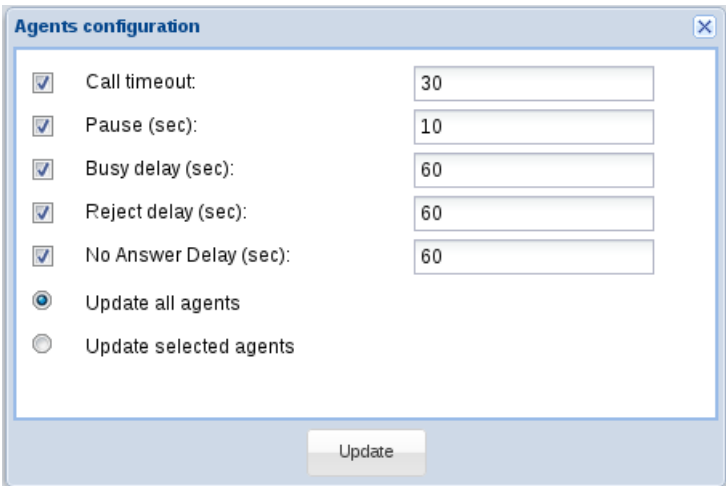 Agents configuration
Call timeout: 30
Pause (sec): 10
Busy delay (sec): 60
Reject delay (sec): 60
No Answer Delay (sec): 60
Update all agents
Update selected agents
Update